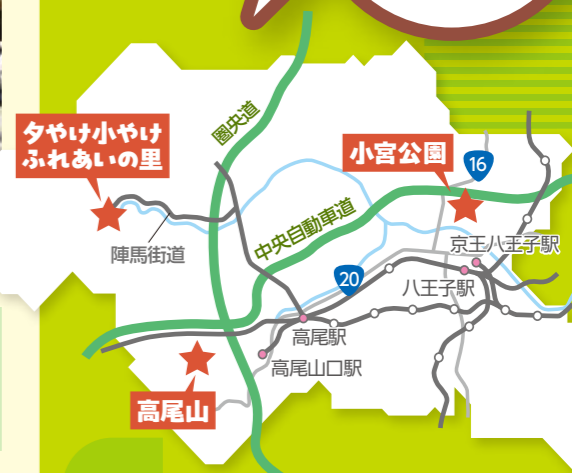 圏央道
夕やけ小やけ
ふれあいの里
小宮公園
16
陣馬街道
中央自動車道
京王八王子駅
20
八王子駅
高尾駅
高尾山口駅
高尾山